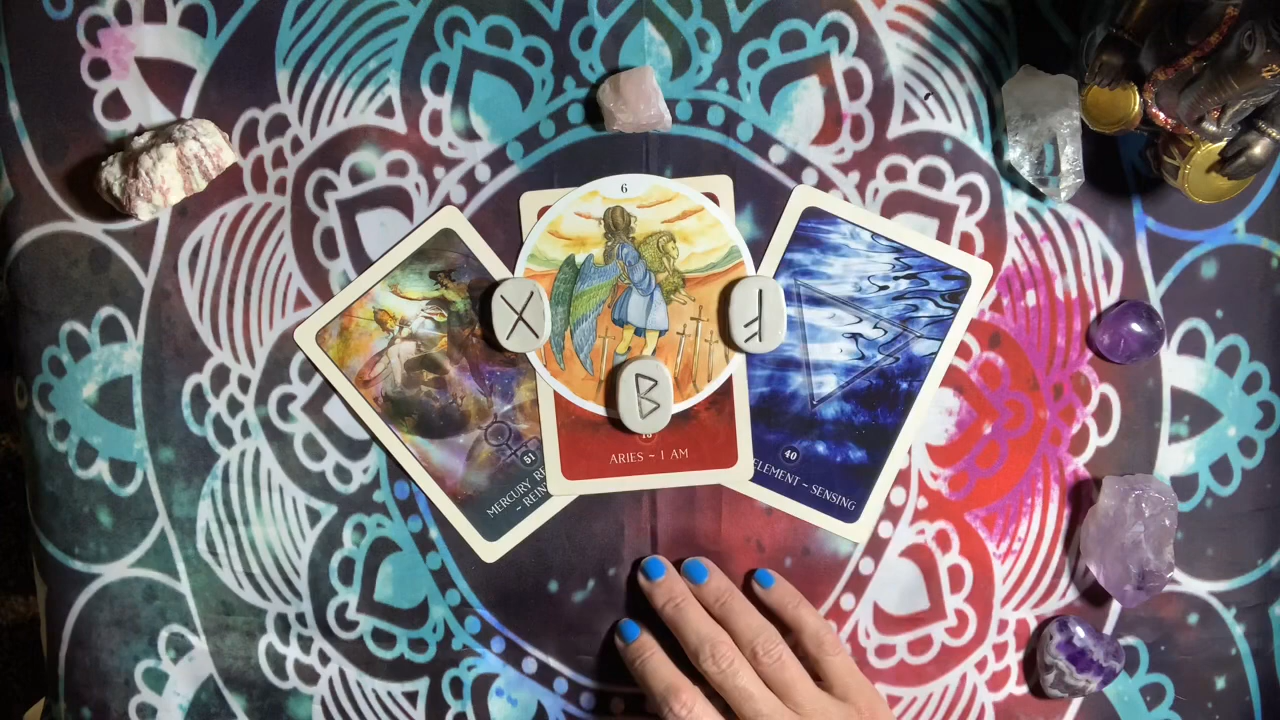 6
ᚷ
ᚠ
ᛒ
51
MERCURY
ARIES ~ I AM
40
ELEMENT ~ SENSING